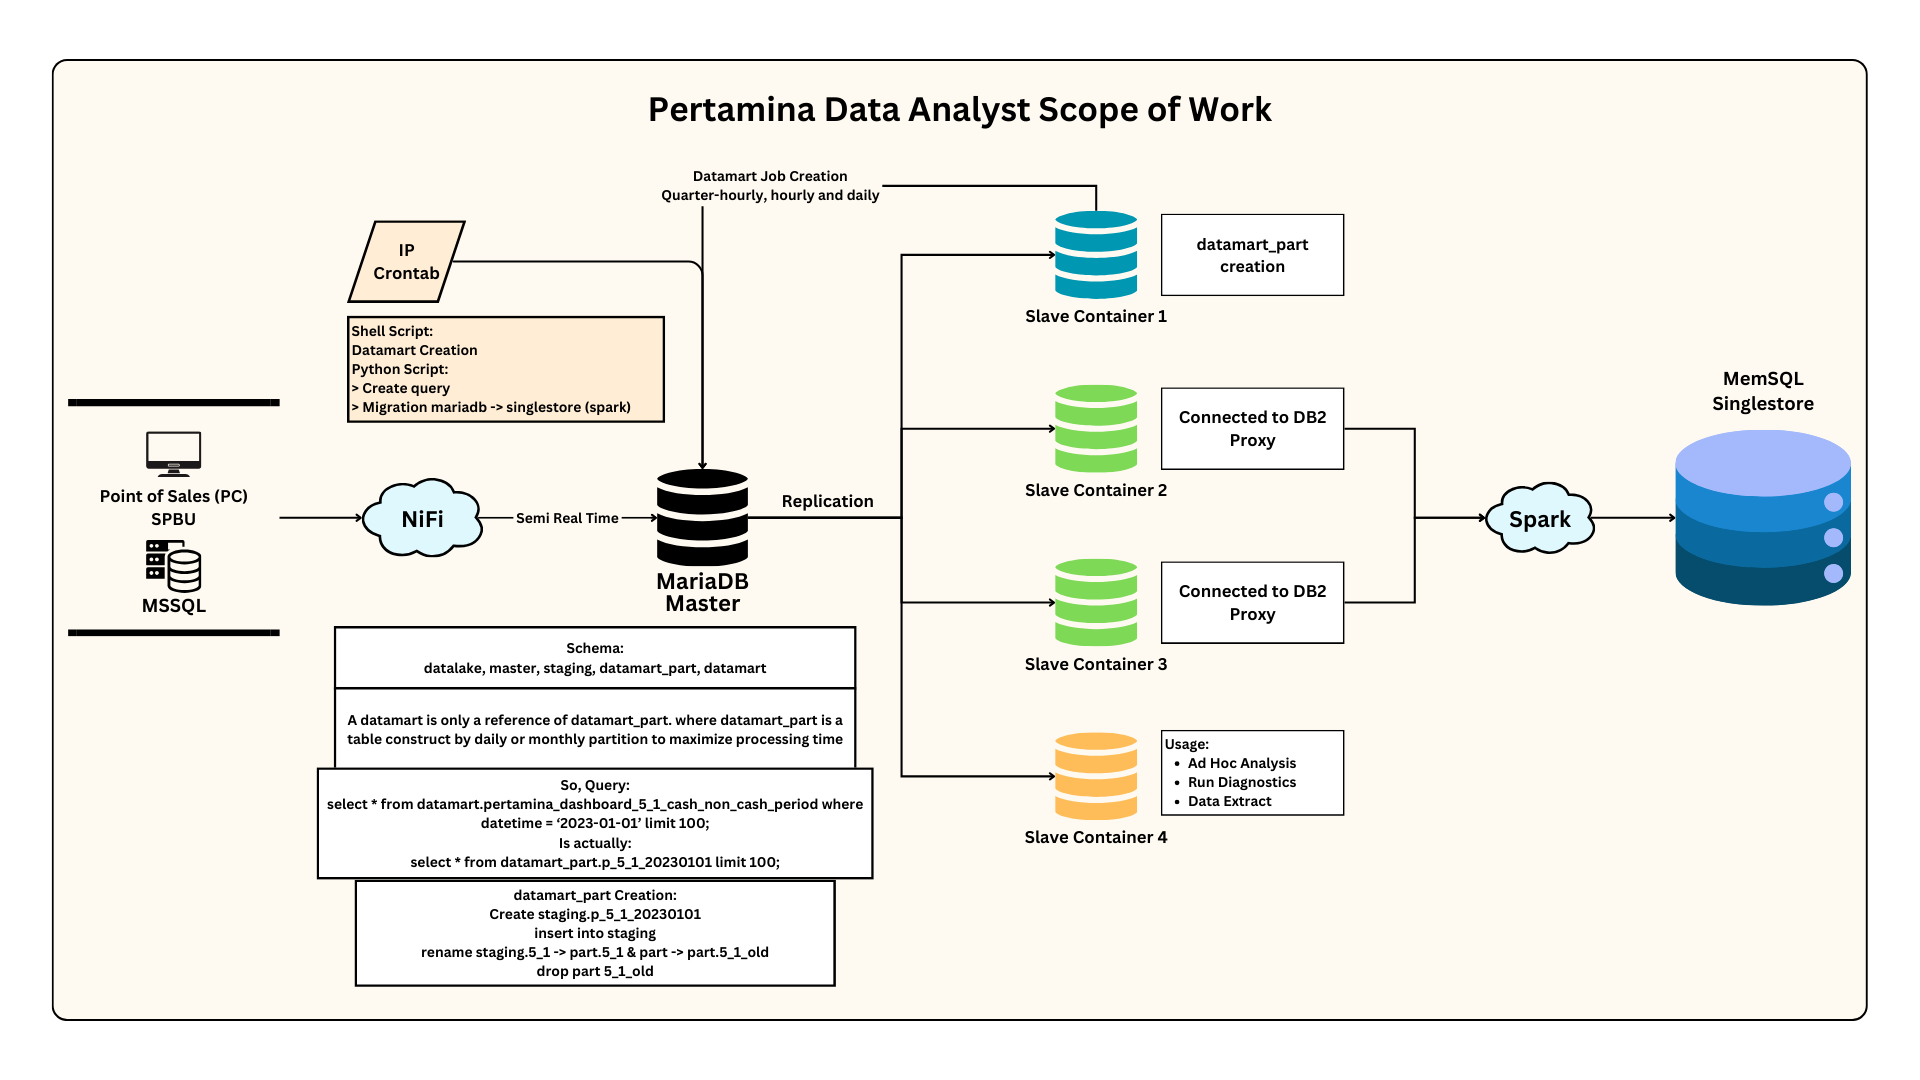 Pertamina Data Analyst Scope of Work
Datamart Job Creation
Quarter-hourly, hourly and daily
IP
Crontab
Shell Script:
Datamart Creation
Python Script:
> Create query
> Migration mariadb -> singlestore (spark)
Point of Sales (PC)
SPBU
MSSQL
NiFi
Semi Real Time
MariaDB
Master
Replication
Schema:
datalake, master, staging, datamart_part, datamart
A datamart is only a reference of datamart_part. where datamart_part is a
table construct by daily or monthly partition to maximize processing time
So, Query:
select * from datamart.pertamina_dashboard_5_1_cash_non_cash_period where
datetime = ‘2023-01-01’ limit 100;
Is actually:
select * from datamart_part.p_5_1_20230101 limit 100;
datamart_part Creation:
Create staging.p_5_1_20230101
insert into staging
rename staging.5_1 -> part.5_1 & part -> part.5_1_old
drop part 5_1_old
Slave Container 1
datamart_part
creation
Slave Container 2
Connected to DB2
Proxy
Slave Container 3
Connected to DB2
Proxy
Slave Container 4
Usage:
• Ad Hoc Analysis
• Run Diagnostics
• Data Extract
Spark
MemSQL
Singlestore